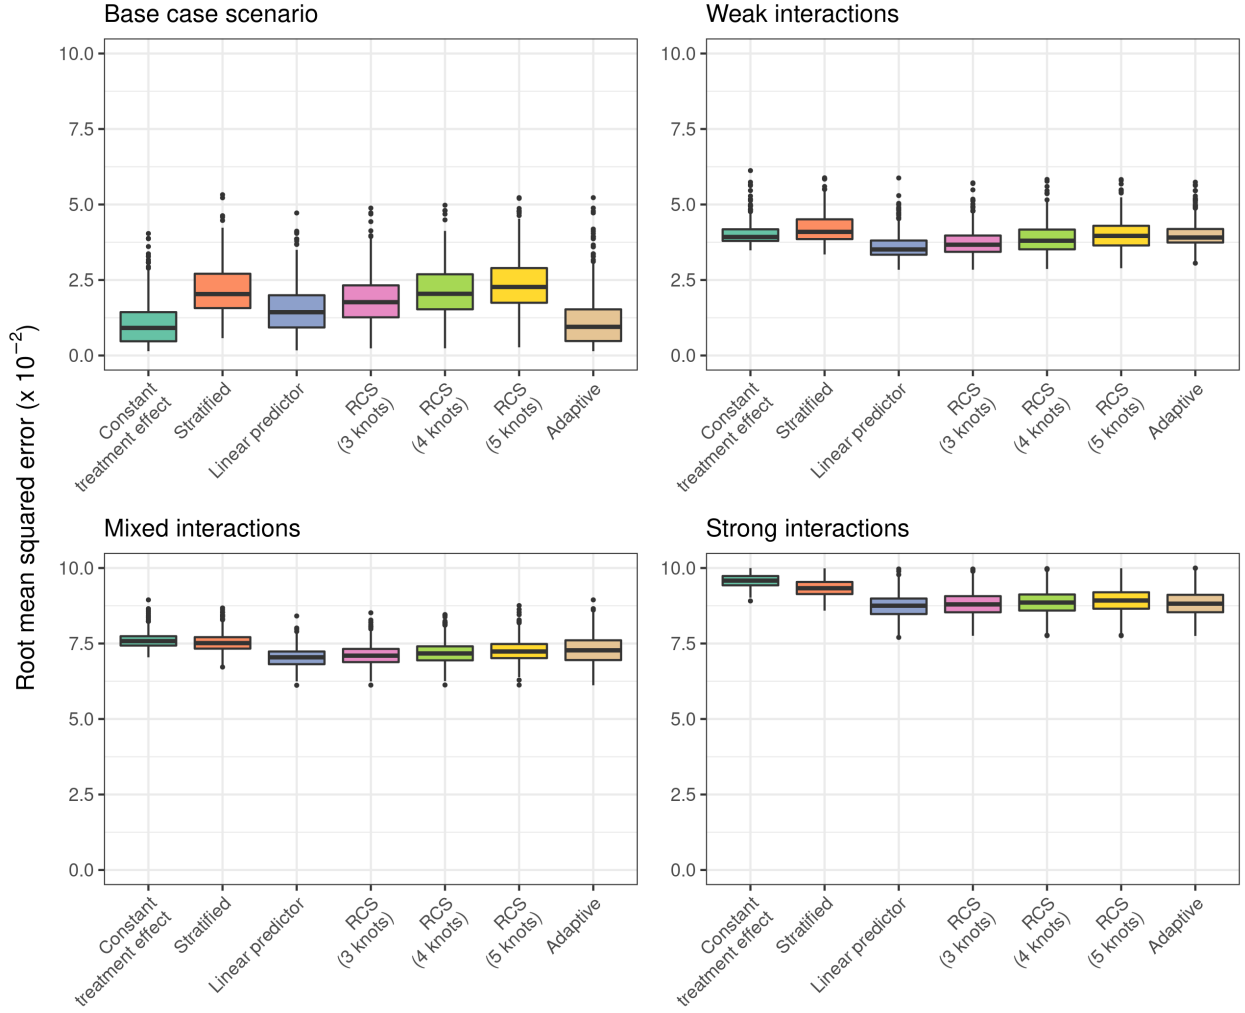 Base case scenario
Weak interactions
10.0
7.5
5.0
2.5
0.0
Constant
treatment effect
Stratified
Linear predictor
RCS
(3 knots)
RCS
(4 knots)
RCS
(5 knots)
Adaptive
10.0
7.5
5.0
2.5
0.0
Constant
treatment effect
Stratified
Linear predictor
RCS
(3 knots)
RCS
(4 knots)
RCS
(5 knots)
Adaptive
Root mean squared error (x 10⁻²)
Mixed interactions
Strong interactions
10.0
7.5
5.0
2.5
0.0
Constant
treatment effect
Stratified
Linear predictor
RCS
(3 knots)
RCS
(4 knots)
RCS
(5 knots)
Adaptive
10.0
7.5
5.0
2.5
0.0
Constant
treatment effect
Stratified
Linear predictor
RCS
(3 knots)
RCS
(4 knots)
RCS
(5 knots)
Adaptive